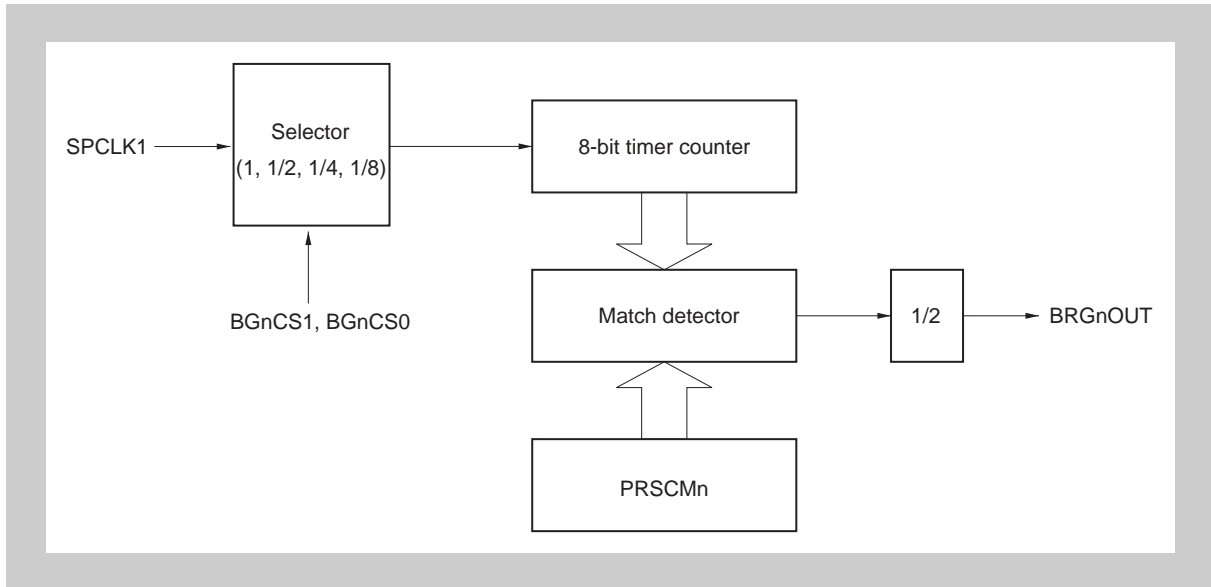 SPCLK1
Selector
(1, 1/2, 1/4, 1/8)
8-bit timer counter
BGnCS1, BGnCS0
Match detector
1/2
BRGnOUT
PRSCMn